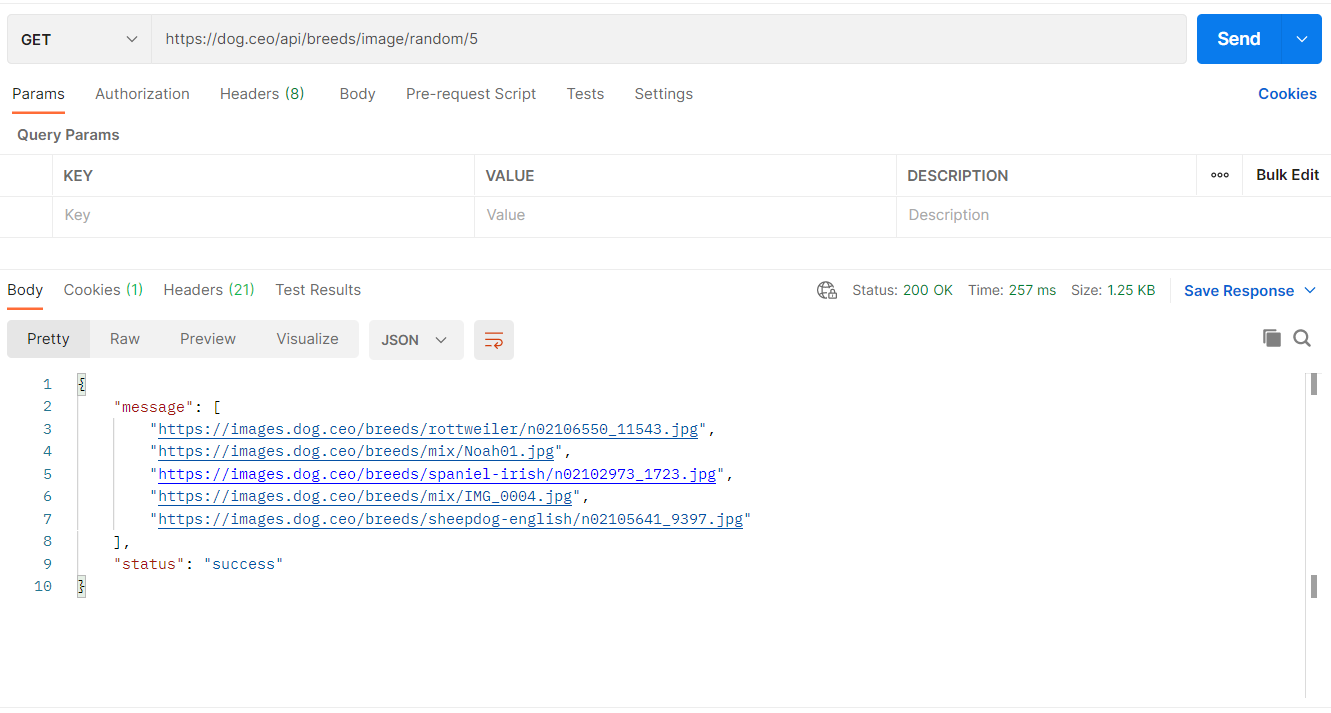 GET https://dog.ceo/api/breeds/image/random/5 Send
Params Authorization Headers (8) Body Pre-request Script Tests Settings Cookies
Query Params
KEY VALUE DESCRIPTION ooo Bulk Edit
Key Value Description
Body Cookies (1) Headers (21) Test Results Status: 200 OK Time: 257 ms Size: 1.25 KB Save Response
Pretty Raw Preview Visualize JSON
1 {
2 "message": [
3 "https://images.dog.ceo/breeds/rottweiler/n02106550_11543.jpg",
4 "https://images.dog.ceo/breeds/mix/Noah01.jpg",
5 "https://images.dog.ceo/breeds/spaniel-irish/n02102973_1723.jpg",
6 "https://images.dog.ceo/breeds/mix/IMG_0004.jpg",
7 "https://images.dog.ceo/breeds/sheepdog-english/n02105641_9397.jpg"
8 ],
9 "status": "success"
10 }